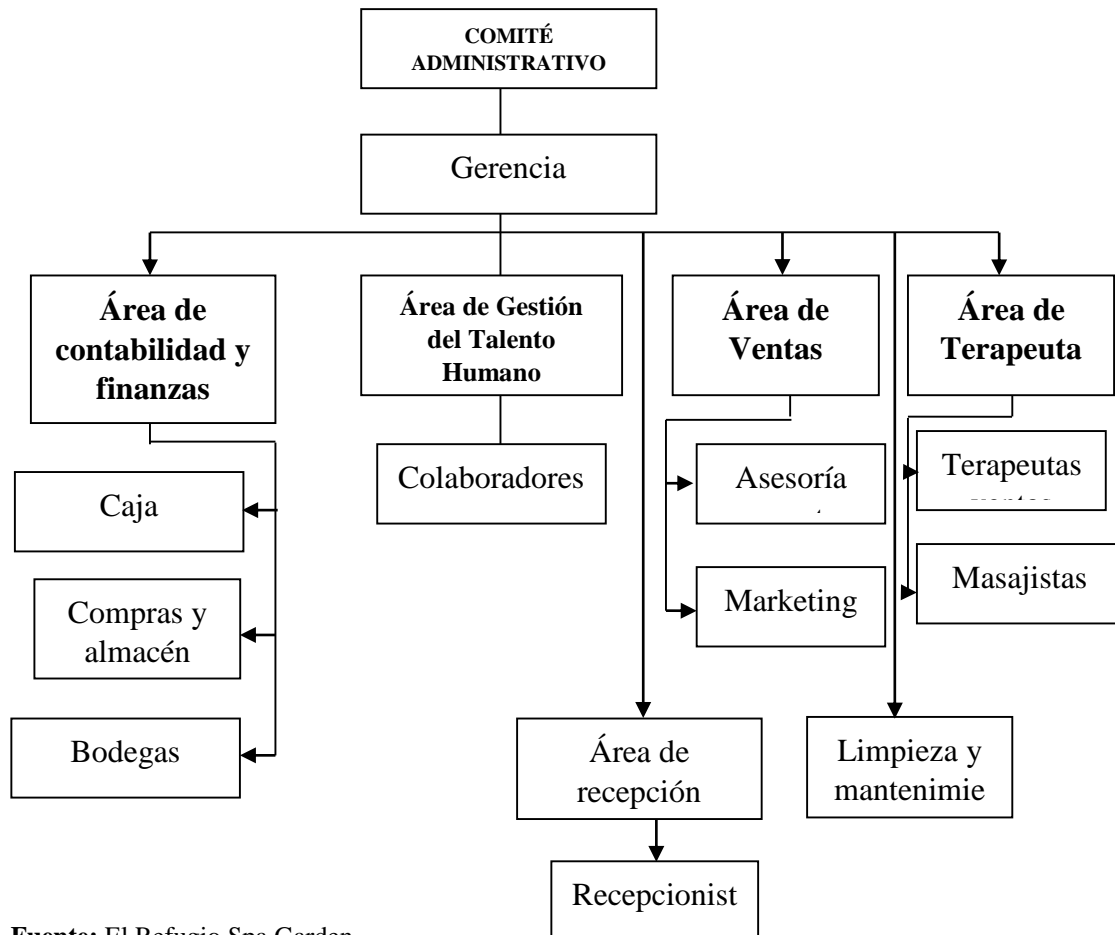 COMITÉ
ADMINISTRATIVO
Gerencia
Área de
contabilidad y
finanzas
Área de Gestión
del Talento
Humano
Área de
Ventas
Área de
Terapeuta
Caja
Compras y
almacén
Bodegas
Colaboradores
Asesoría
Marketing
Terapeutas
Masajistas
Área de
recepción
Limpieza y
mantenimie
Recepcionist
Fuente: El Refugio Spa Garden